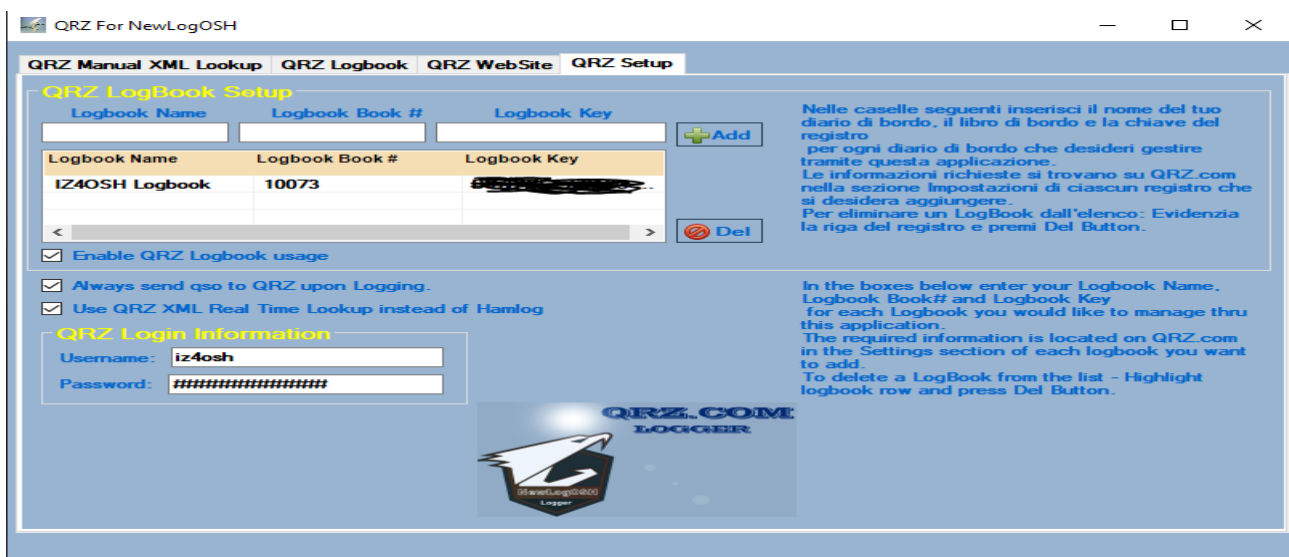 QRZ For NewLogOSH
QRZ Manual XML Lookup QRZ Logbook QRZ WebSite QRZ Setup
QRZ LogBook Setup
Logbook Name Logbook Book # Logbook Key
Add
Logbook Name Logbook Book # Logbook Key
IZ4OSH Logbook 10073
Del
Enable QRZ Logbook usage
Nelle caselle seguenti inserisci il nome del tuo
diario di bordo, il libro di bordo e la chiave del
registro
per ogni diario di bordo che desideri gestire
tramite questa applicazione.
Le informazioni richieste si trovano su QRZ.com
nella sezione Impostazioni di ciascun registro che
si desidera aggiungere.
Per eliminare un LogBook dall'elenco: Evidenzia
la riga del registro e premi Del Button.
Always send qso to QRZ upon Logging.
Use QRZ XML Real Time Lookup instead of Hamlog
QRZ Login Information
Username: iz4osh
Password: #################
In the boxes below enter your Logbook Name,
Logbook Book# and Logbook Key
for each Logbook you would like to manage thru
this application.
The required information is located on QRZ.com
in the Settings section of each logbook you want
to add.
To delete a LogBook from the list - Highlight
logbook row and press Del Button.
QRZ.COM
LOGGER
NewLogOSH
Logger